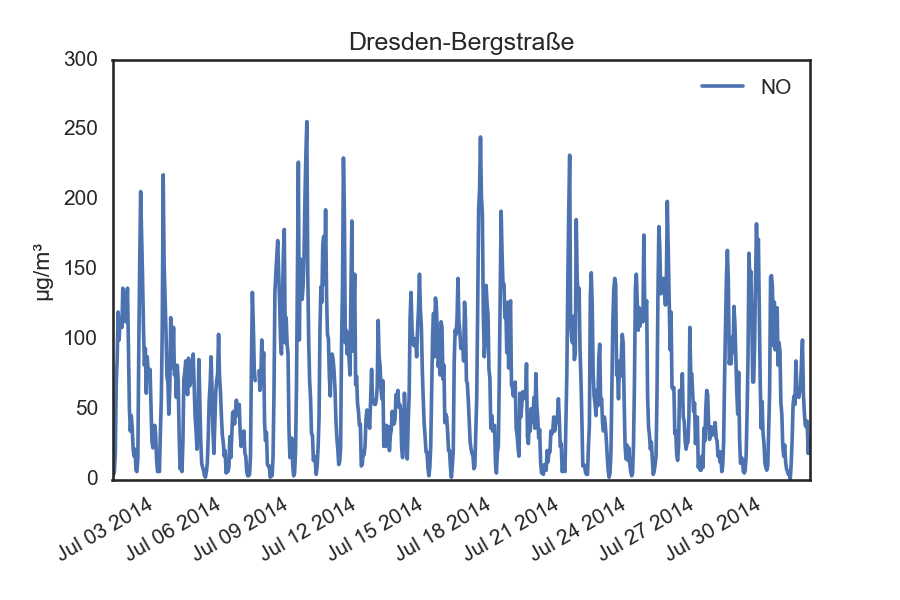 Dresden-Bergstraße
NO
µg/m³
300
250
200
150
100
50
0
Jul 03 2014
Jul 06 2014
Jul 09 2014
Jul 12 2014
Jul 15 2014
Jul 18 2014
Jul 21 2014
Jul 24 2014
Jul 27 2014
Jul 30 2014